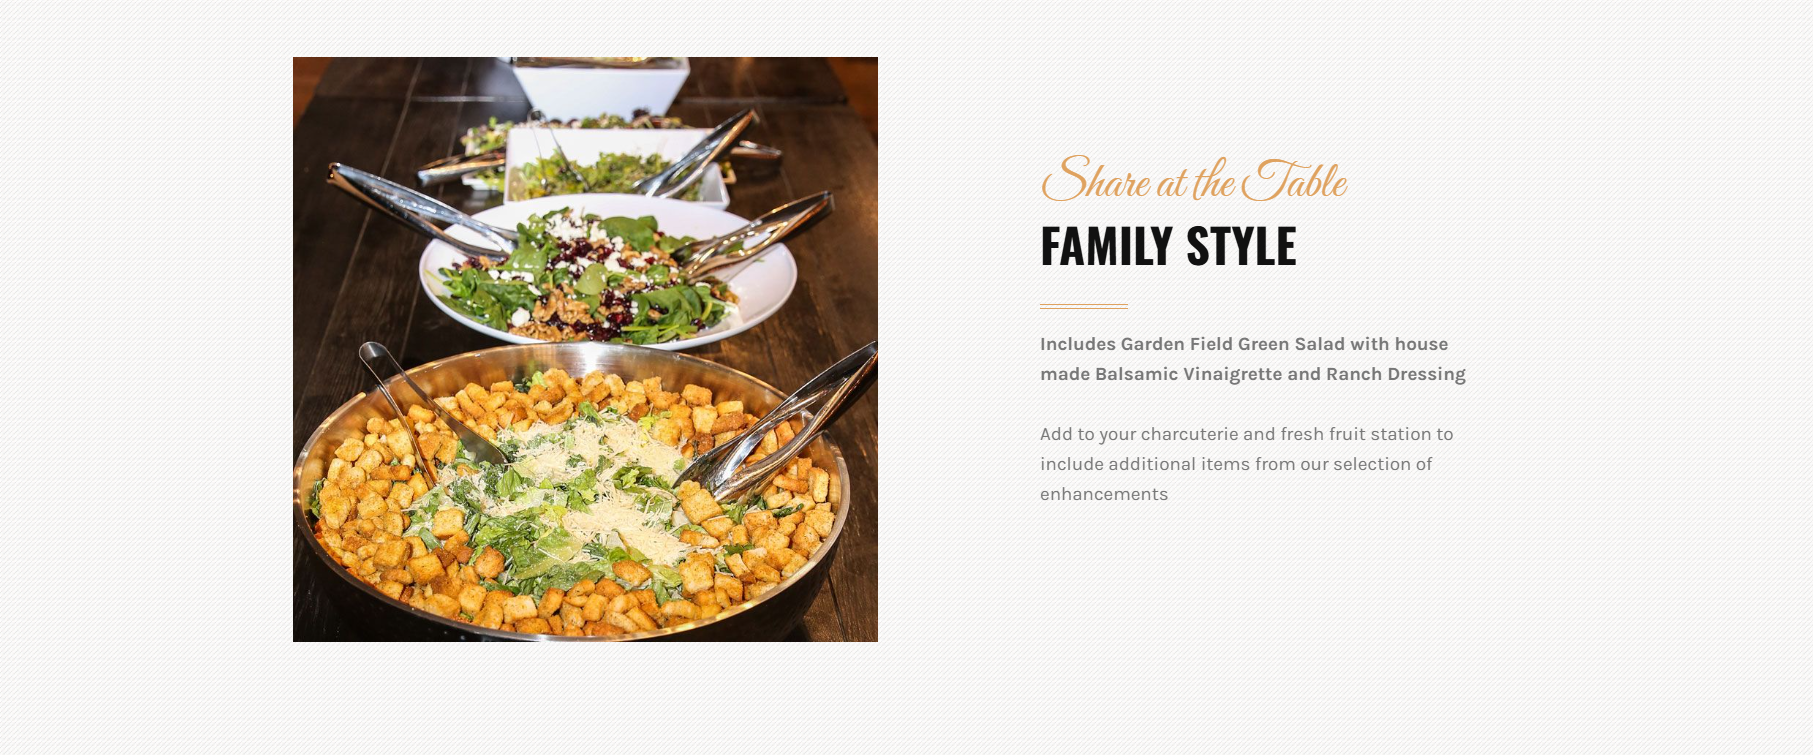 Share at the Table
FAMILY STYLE
Includes Garden Field Green Salad with house
made Balsamic Vinaigrette and Ranch Dressing
Add to your charcuterie and fresh fruit station to
include additional items from our selection of
enhancements